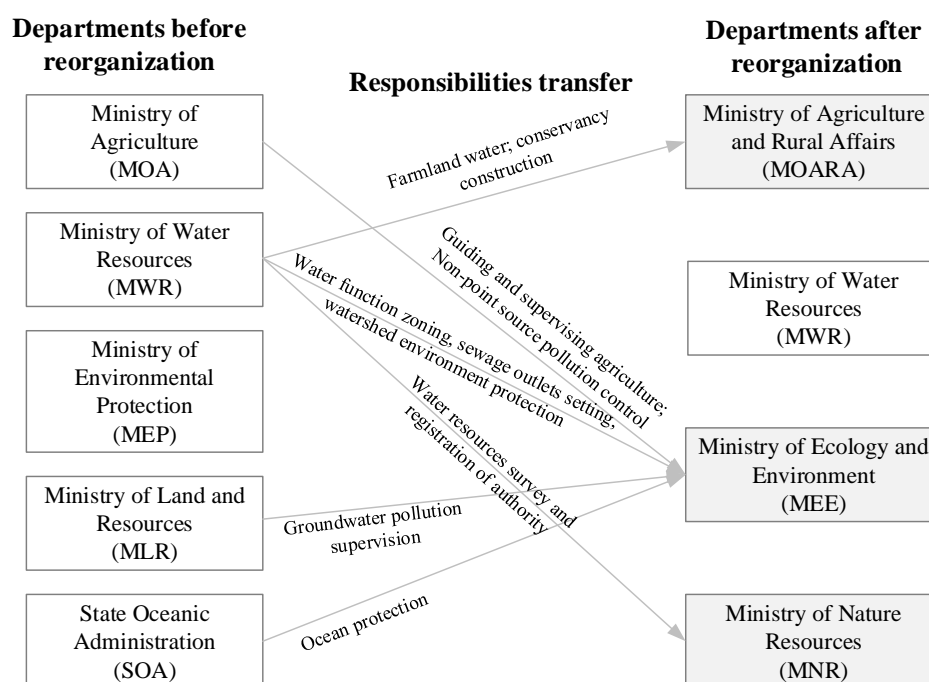 Departments before
reorganization
Ministry of
Agriculture
(MOA)
Ministry of Water
Resources
(MWR)
Ministry of
Environmental
Protection
(MEP)
Ministry of Land and
Resources
(MLR)
State Oceanic
Administration
(SOA)
Responsibilities transfer
Farmland water; conservancy
construction
Guiding and supervising agriculture;
Non-point source pollution control
Water function zoning, sewage outlets setting,
watershed environment protection
Water resources survey and
registration of authority
Groundwater pollution
supervision
Ocean protection
Departments after
reorganization
Ministry of Agriculture
and Rural Affairs
(MOARA)
Ministry of Water
Resources
(MWR)
Ministry of Ecology and
Environment
(MEE)
Ministry of Nature
Resources
(MNR)